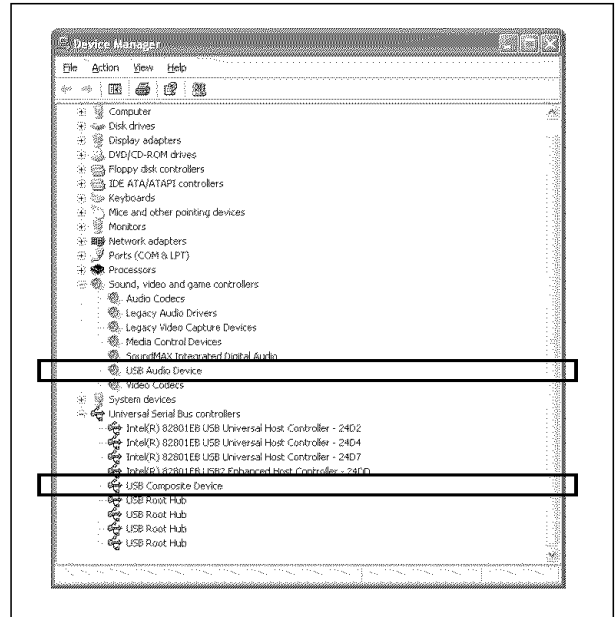 Device Manager
File Action View Help
Computer
Disk drives
Display adapters
DVD/CD-ROM drives
Floppy disk controllers
IDE ATA/ATAPI controllers
Keyboards
Mice and other pointing devices
Monitors
Network adapters
Ports (COM & LPT)
Processors
Sound, video and game controllers
Audio Codecs
Legacy Audio Drivers
Legacy Video Capture Devices
Media Control Devices
SoundMAX Integrated Digital Audio
USB Audio Device
Video Codecs
System devices
Universal Serial Bus controllers
Intel(R) 82801EB USB Universal Host Controller - 24D2
Intel(R) 82801EB USB Universal Host Controller - 24D4
Intel(R) 82801EB USB Universal Host Controller - 24D7
Intel(R) 82801EB USB2 Enhanced Host Controller - 24DD
USB Composite Device
USB Root Hub
USB Root Hub
USB Root Hub
USB Root Hub